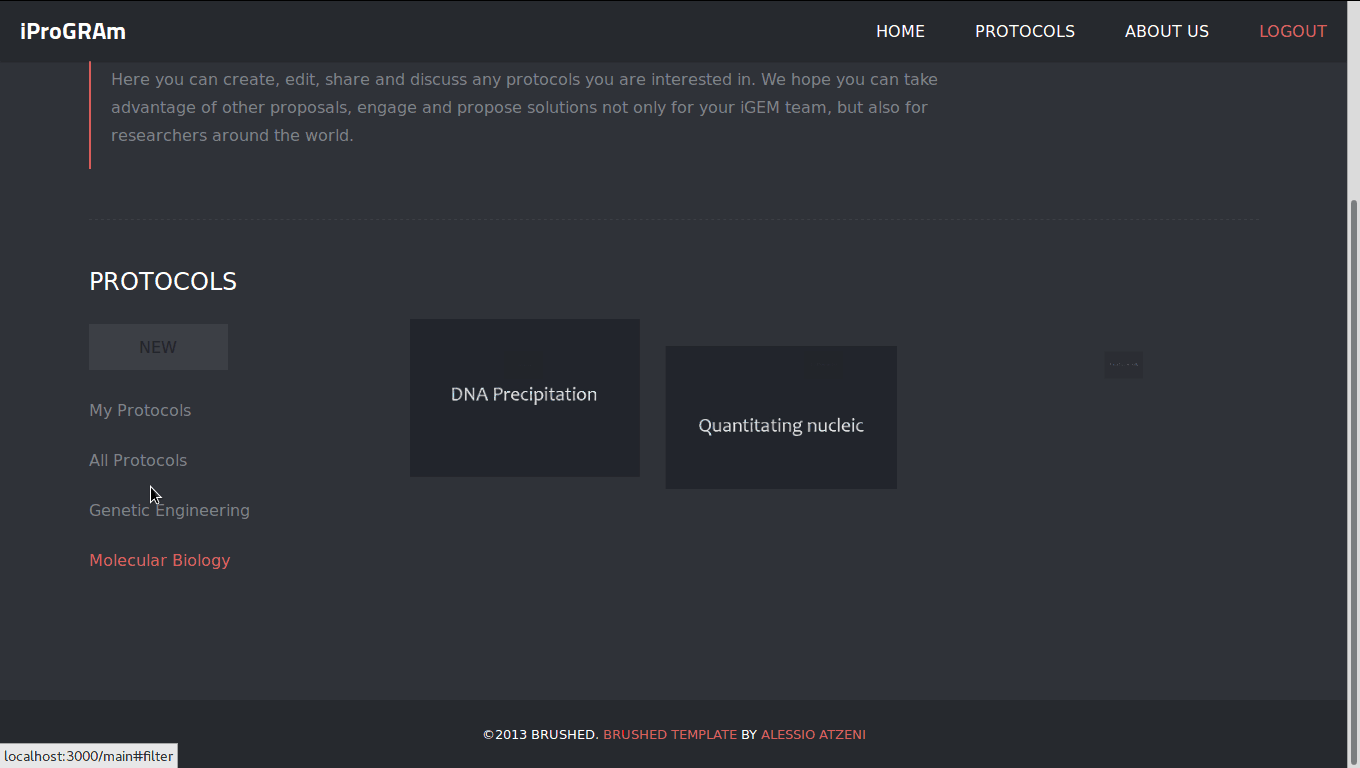 iProGRAm
HOME PROTOCOLS ABOUT US LOGOUT
Here you can create, edit, share and discuss any protocols you are interested in. We hope you can take
advantage of other proposals, engage and propose solutions not only for your iGEM team, but also for
researchers around the world.
PROTOCOLS
NEW
My Protocols
All Protocols
Genetic Engineering
Molecular Biology
DNA Precipitation
Quantitating nucleic
©2013 BRUSHED. BRUSHED TEMPLATE BY ALESSIO ATZENI
localhost:3000/main#filter